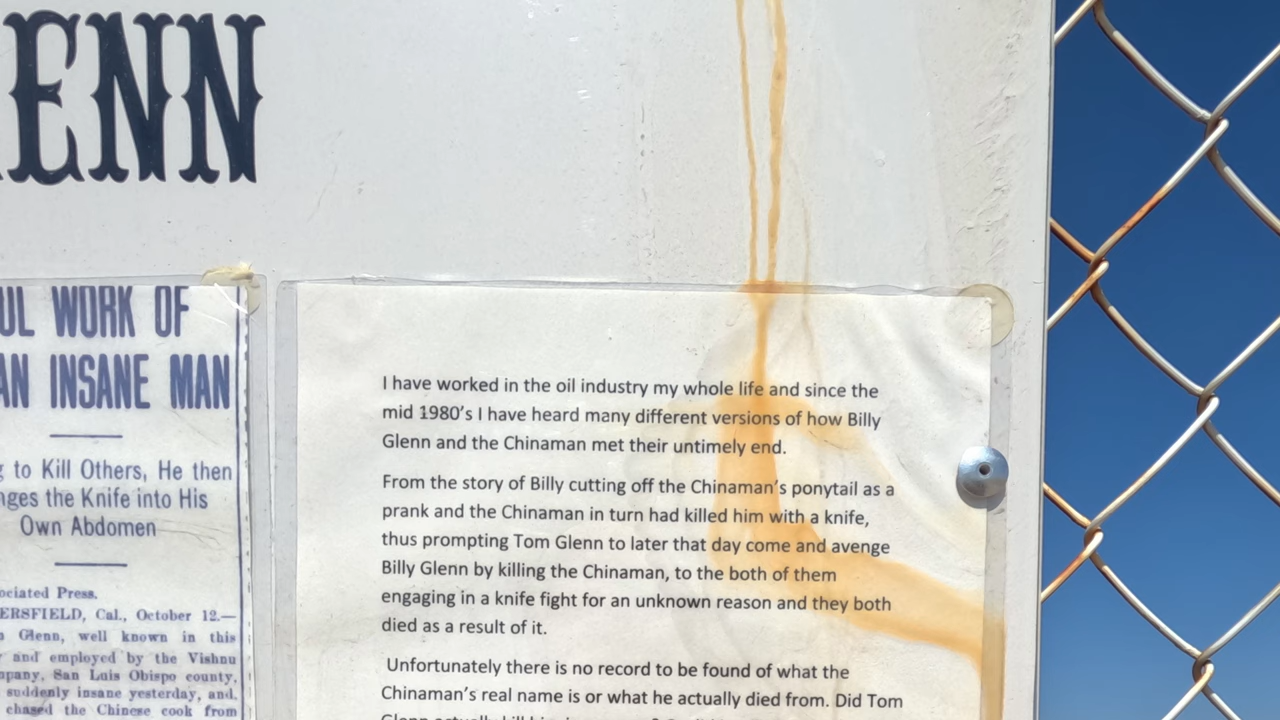 ENN
UL WORK OF
AN INSANE MAN
g to Kill Others, He then
nges the Knife into His
Own Abdomen
ociated Press.
ERSFIELD, Cal., October 12.—
Glenn, well known in this
and employed by the Vishnu
mpany, San Luis Obispo county,
suddenly insane yesterday, and,
chased the Chinese cook from
I have worked in the oil industry my whole life and since the
mid 1980's I have heard many different versions of how Billy
Glenn and the Chinaman met their untimely end.
From the story of Billy cutting off the Chinaman's ponytail as a
prank and the Chinaman in turn had killed him with a knife,
thus prompting Tom Glenn to later that day come and avenge
Billy Glenn by killing the Chinaman, to the both of them
engaging in a knife fight for an unknown reason and they both
died as a result of it.
Unfortunately there is no record to be found of what the
Chinaman's real name is or what he actually died from. Did Tom